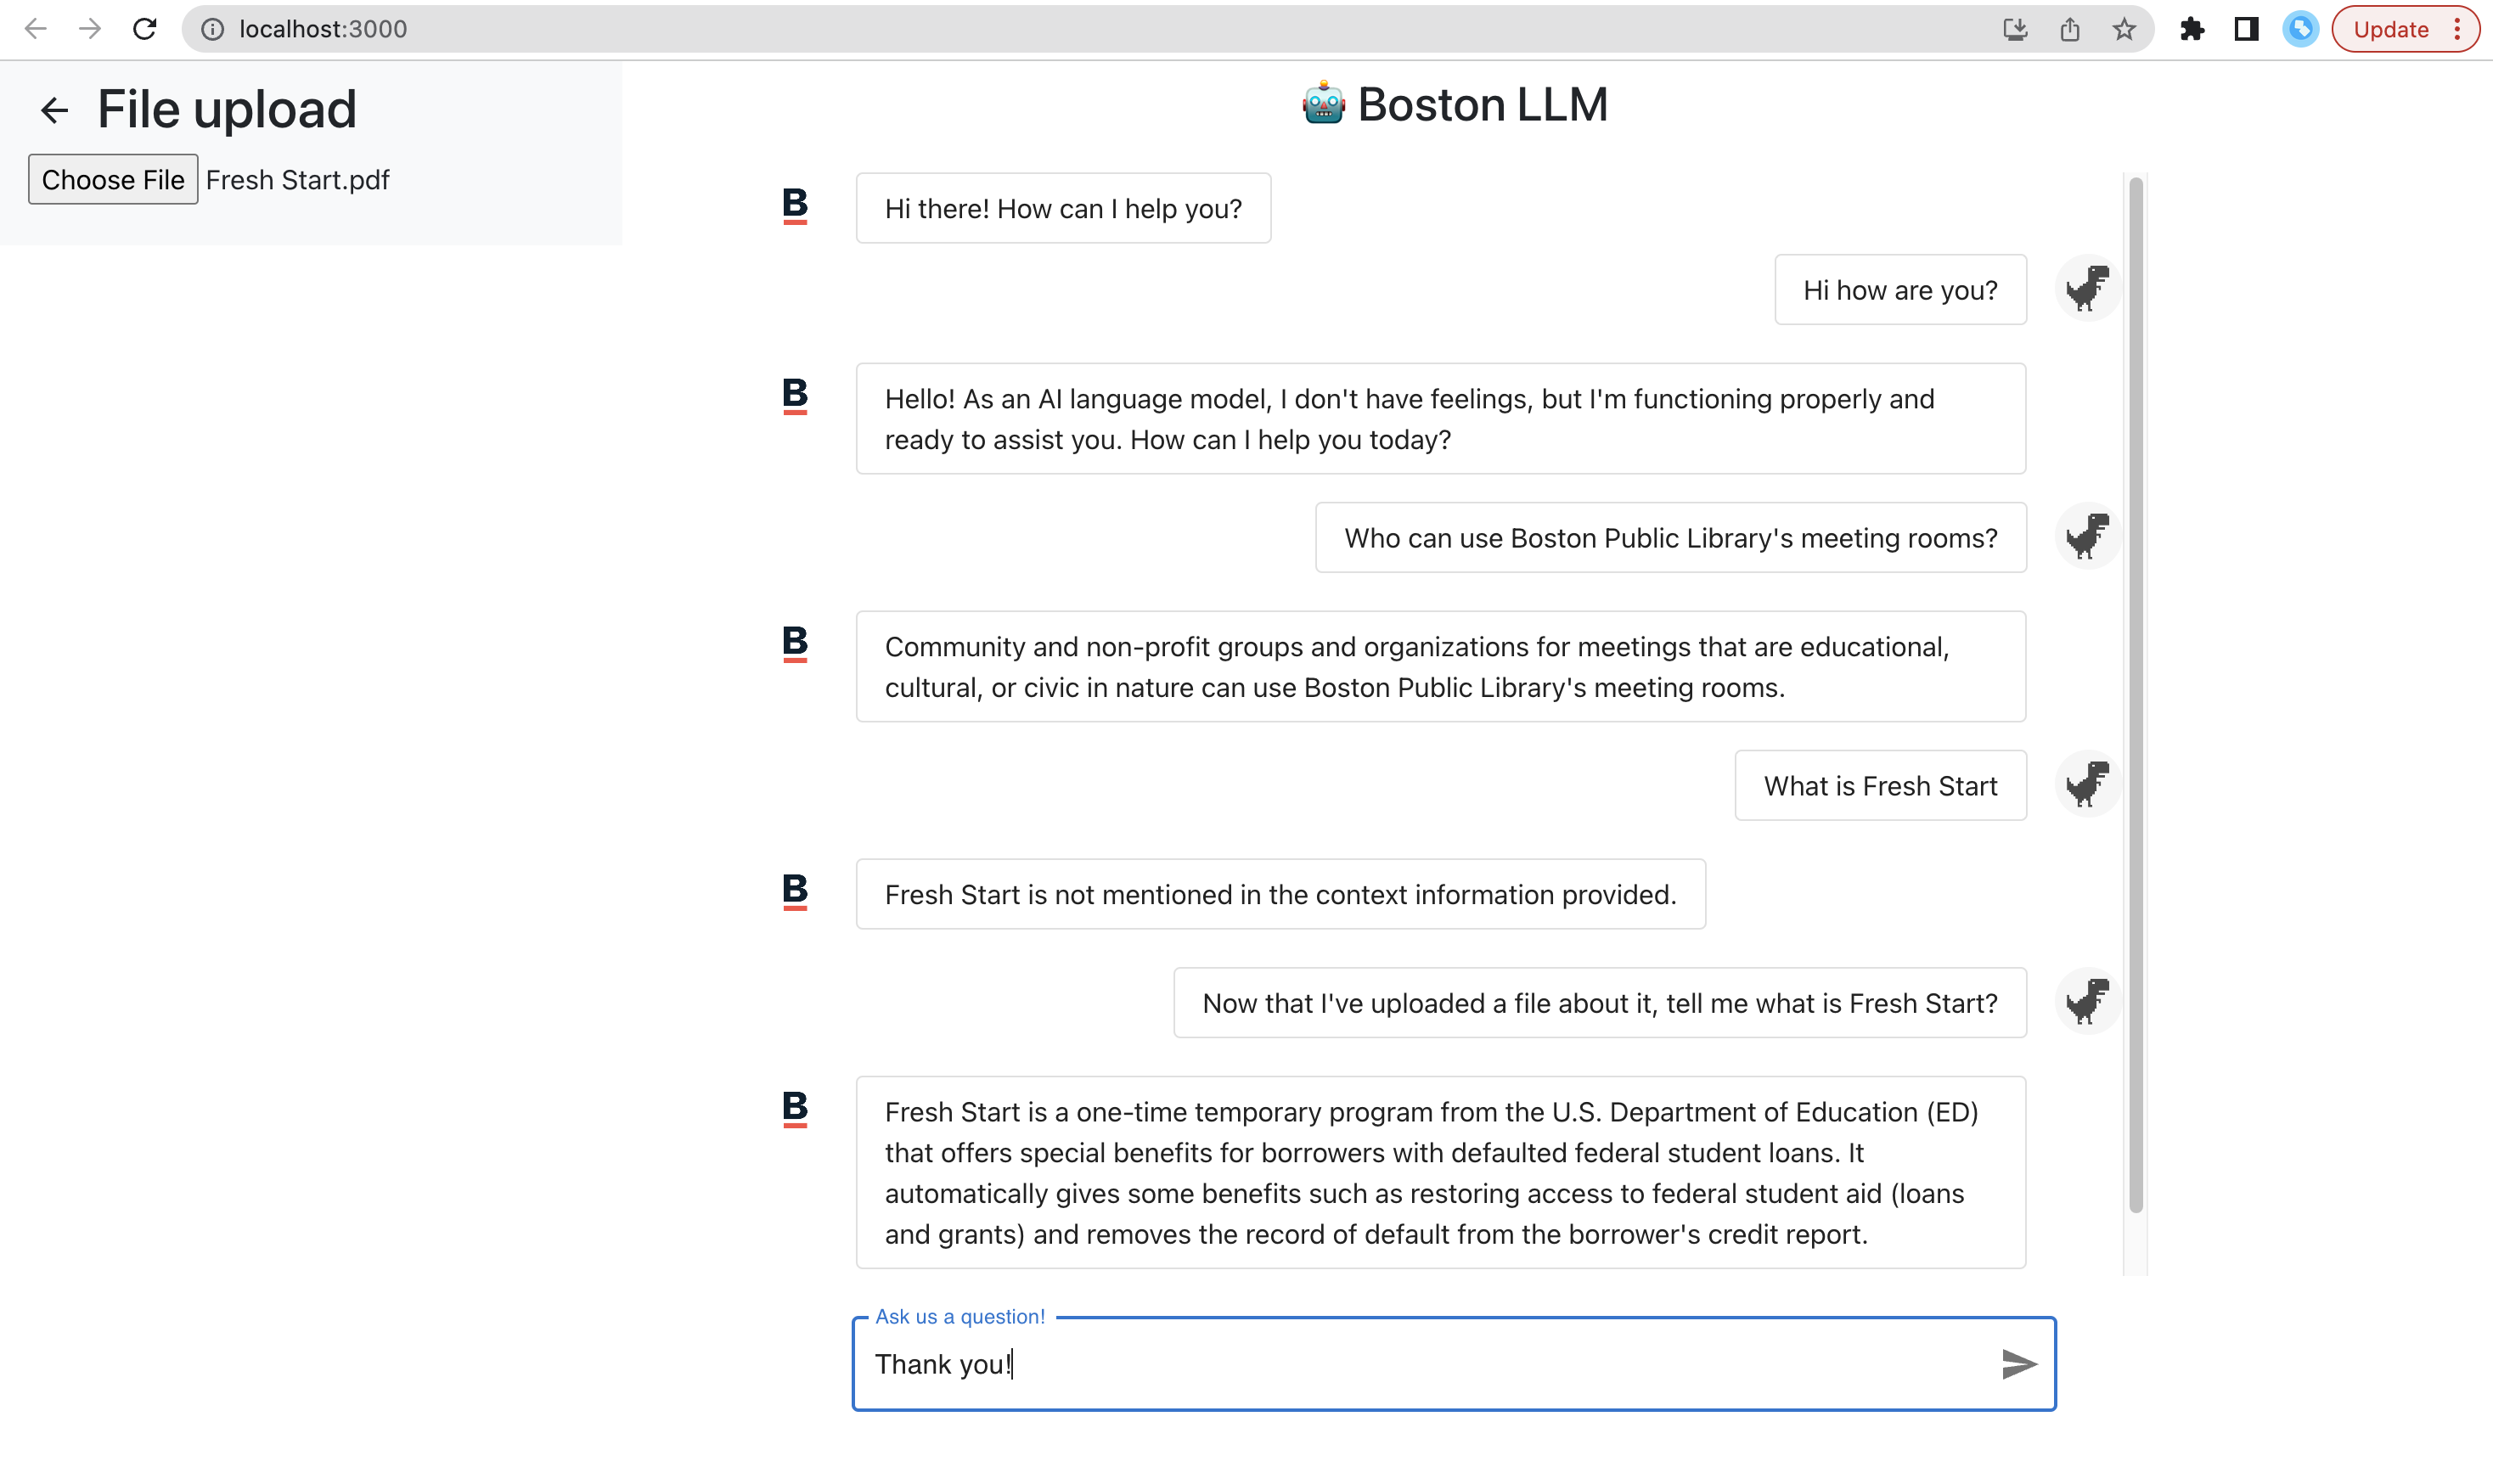 localhost:3000
Update
File upload
Choose File Fresh Start.pdf
Boston LLM
B
Hi there! How can I help you?
Hi how are you?
B
Hello! As an AI language model, I don't have feelings, but I'm functioning properly and
ready to assist you. How can I help you today?
Who can use Boston Public Library's meeting rooms?
B
Community and non-profit groups and organizations for meetings that are educational,
cultural, or civic in nature can use Boston Public Library's meeting rooms.
What is Fresh Start
B
Fresh Start is not mentioned in the context information provided.
Now that I've uploaded a file about it, tell me what is Fresh Start?
B
Fresh Start is a one-time temporary program from the U.S. Department of Education (ED)
that offers special benefits for borrowers with defaulted federal student loans. It
automatically gives some benefits such as restoring access to federal student aid (loans
and grants) and removes the record of default from the borrower's credit report.
Ask us a question!
Thank you!